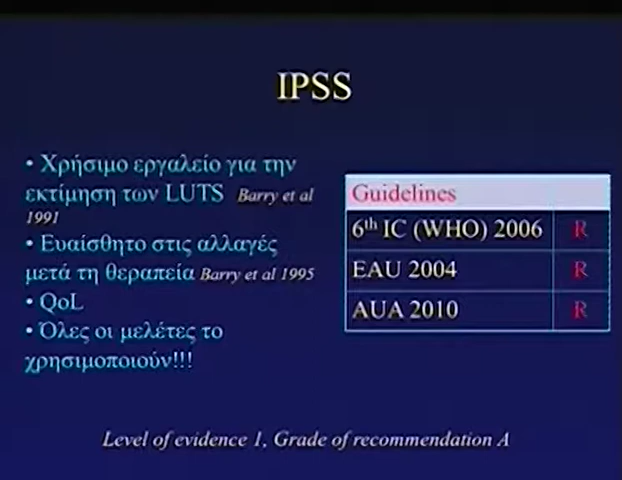 IPSS
• Χρήσιμο εργαλείο για την
εκτίμηση των LUTS Barry et al
1991
• Ευαίσθητο στις αλλαγές
μετά τη θεραπεία Barry et al 1995
• QoL
• Όλες οι μελέτες το
χρησιμοποιούν!!!
Guidelines
6th IC (WHO) 2006 R
EAU 2004 R
AUA 2010 R
Level of evidence 1, Grade of recommendation A